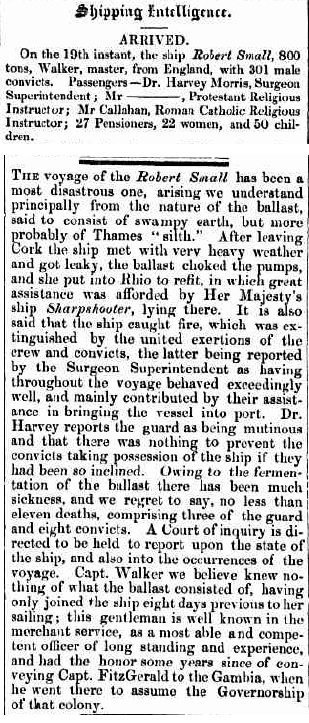 Shipping Intelligence.
ARRIVED.
On the 19th instant, the ship Robert Small, 800
tons, Walker, master, from England, with 301 male
convicts. Passengers—Dr. Harvey Morris, Surgeon
Superintendent; Mr ———, Protestant Religious
Instructor; Mr Callahan, Roman Catholic Religious
Instructor; 27 Pensioners, 22 women, and 50 chil-
dren.
THE voyage of the Robert Small has been a
most disastrous one, arising we understand
principally from the nature of the ballast,
said to consist of swampy earth, but more
probably of Thames "silth." After leaving
Cork the ship met with very heavy weather
and got leaky, the ballast choked the pumps,
and she put into Rhio to refit, in which great
assistance was afforded by Her Majesty's
ship Sharpshooter, lying there. It is also
said that the ship caught fire, which was ex-
tinguished by the united exertions of the
crew and convicts, the latter being reported
by the Surgeon Superintendent as having
throughout the voyage behaved exceedingly
well, and mainly contributed by their assist-
ance in bringing the vessel into port. Dr.
Harvey reports the guard as being mutinous
and that there was nothing to prevent the
convicts taking possession of the ship if they
had been so inclined. Owing to the fermen-
tation of the ballast there has been much
sickness, and we regret to say, no less than
eleven deaths, comprising three of the guard
and eight convicts. A Court of inquiry is di-
rected to be held to report upon the state of
the ship, and also into the occurrences of the
voyage. Capt. Walker we believe knew no-
thing of what the ballast consisted of, having
only joined the ship eight days previous to her
sailing; this gentleman is well known in the
merchant service, as a most able and compe-
tent officer of long standing and experience,
and had the honor some years since of con-
veying Capt. FitzGerald to the Gambia, when
he went there to assume the Governorship
of that colony.